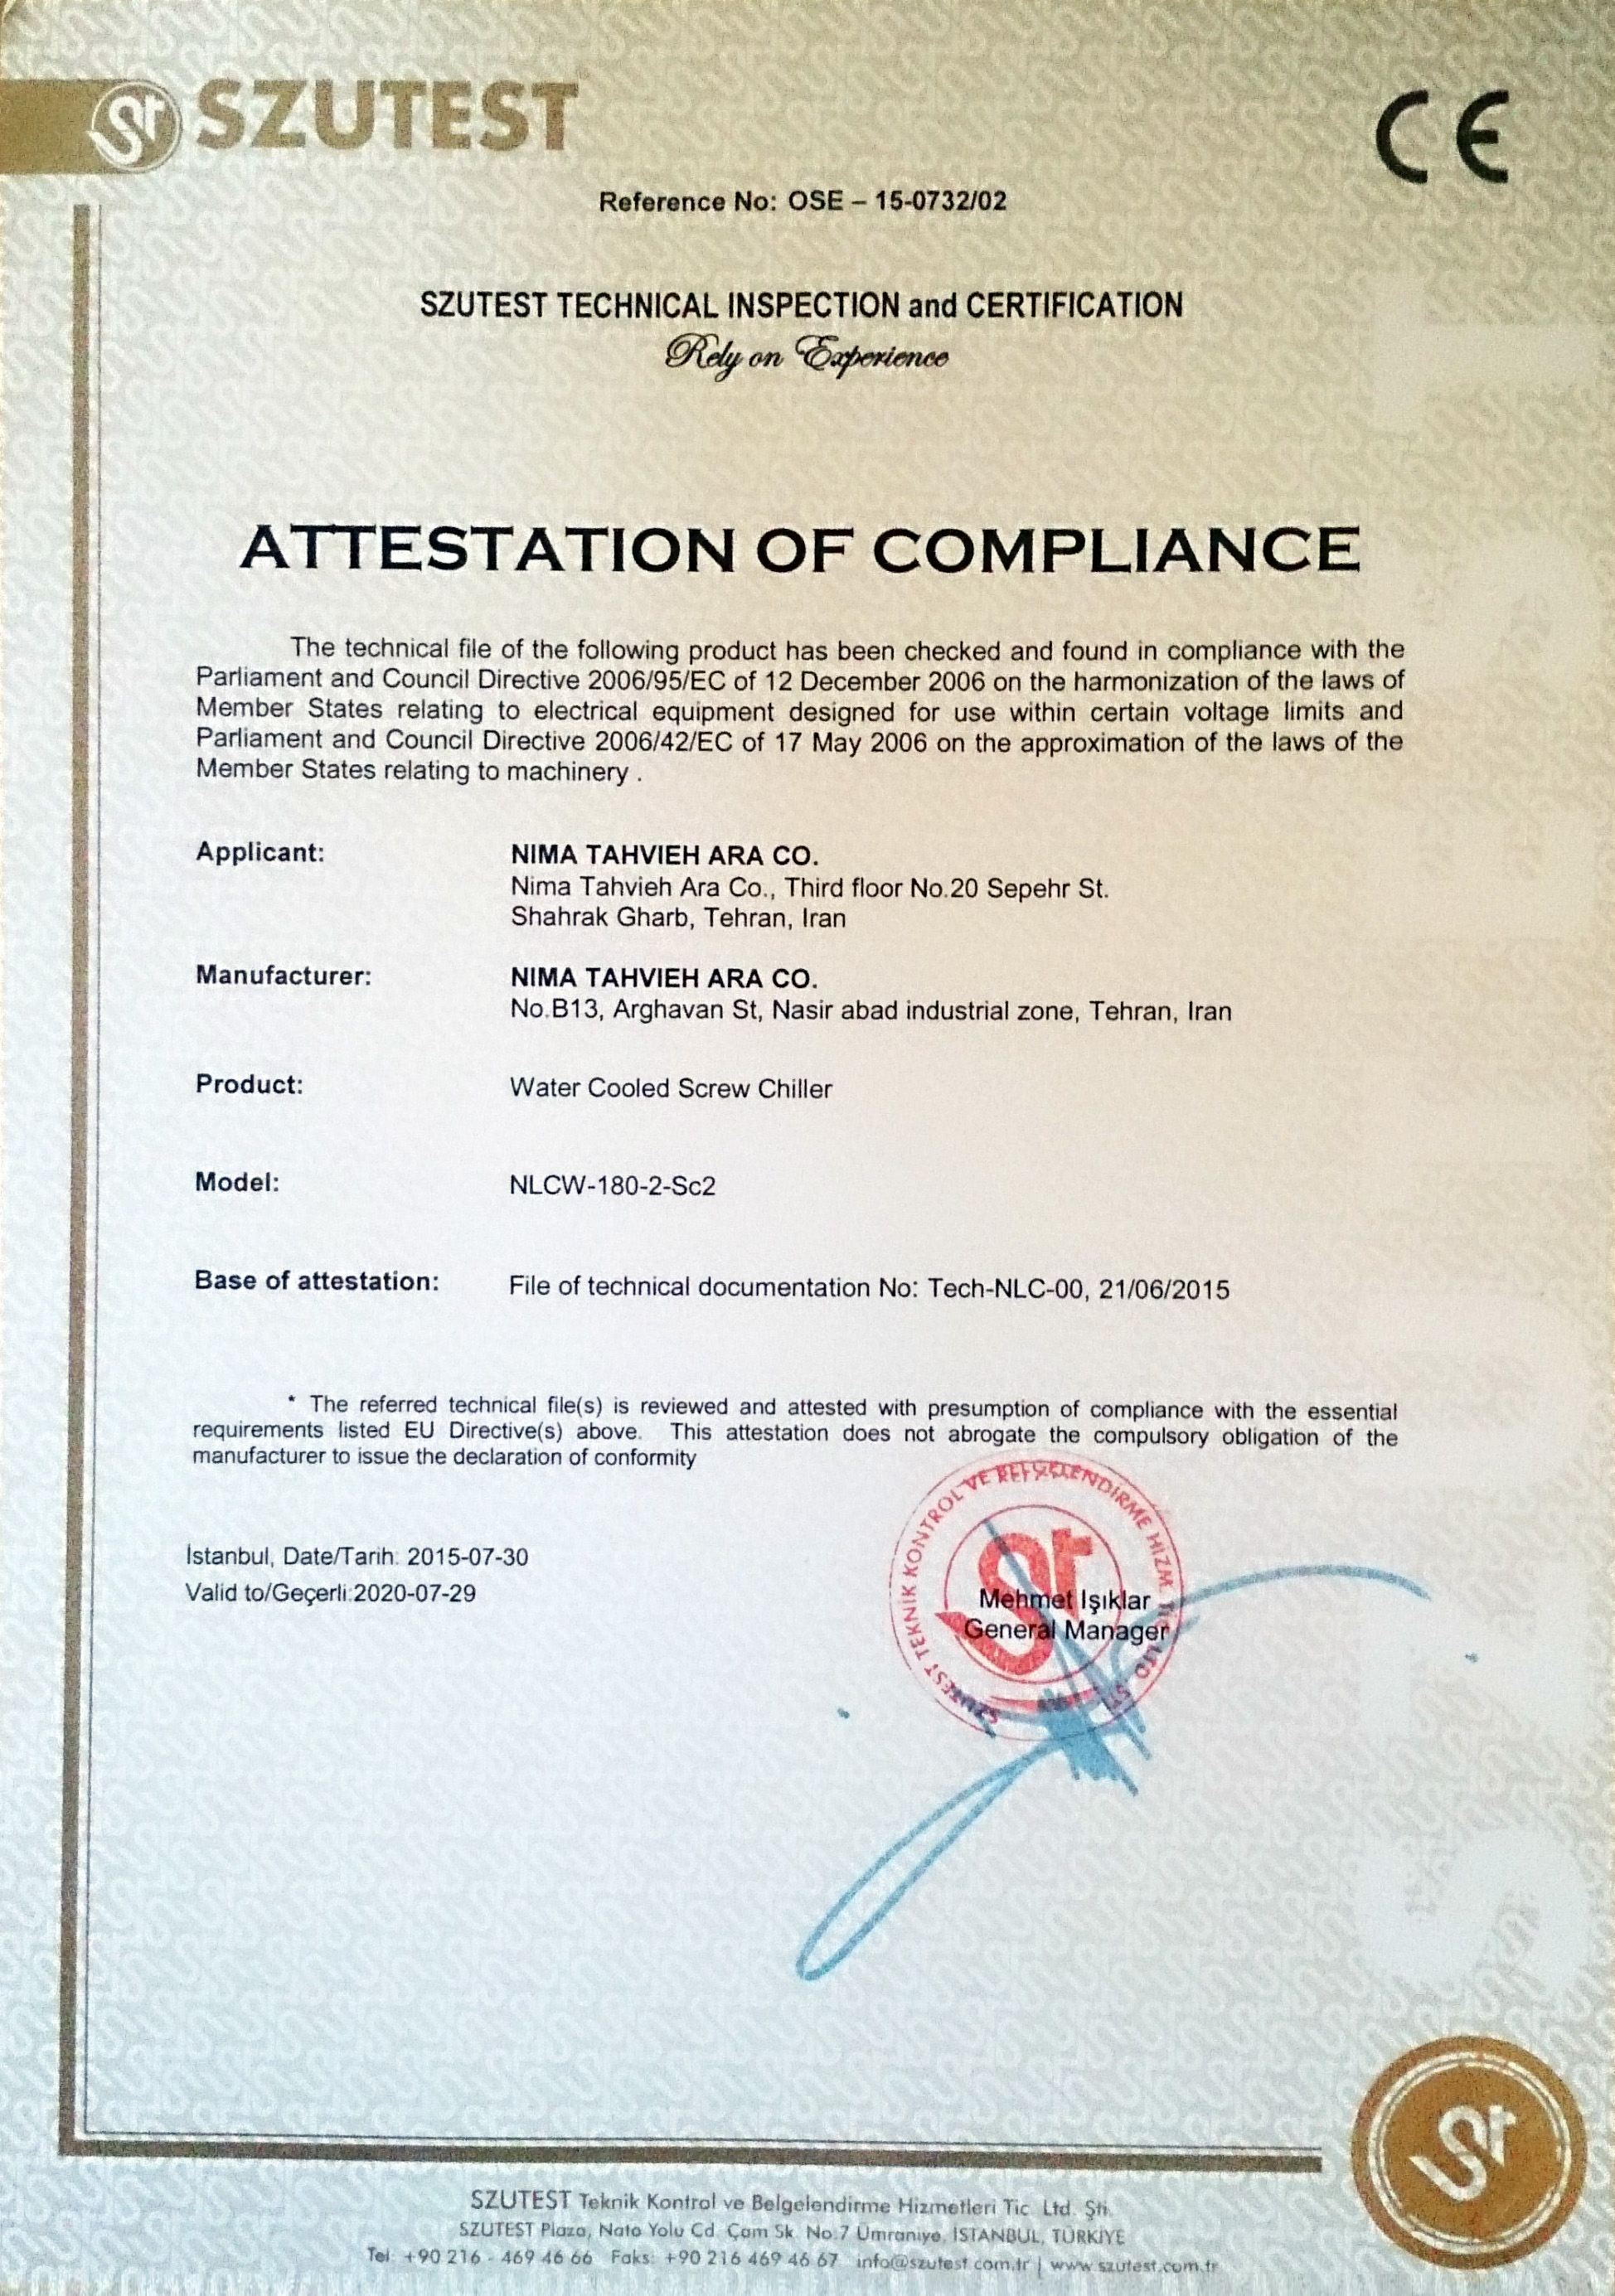 SZUTEST
CE
Reference No: OSE – 15-0732/02
SZUTEST TECHNICAL INSPECTION and CERTIFICATION
Rely on Experience
ATTESTATION OF COMPLIANCE
The technical file of the following product has been checked and found in compliance with the
Parliament and Council Directive 2006/95/EC of 12 December 2006 on the harmonization of the laws of
Member States relating to electrical equipment designed for use within certain voltage limits and
Parliament and Council Directive 2006/42/EC of 17 May 2006 on the approximation of the laws of the
Member States relating to machinery .
Applicant: NIMA TAHVIEH ARA CO.
Nima Tahvieh Ara Co., Third floor No.20 Sepehr St.
Shahrak Gharb, Tehran, Iran
Manufacturer: NIMA TAHVIEH ARA CO.
No.B13, Arghavan St, Nasir abad industrial zone, Tehran, Iran
Product: Water Cooled Screw Chiller
Model: NLCW-180-2-Sc2
Base of attestation: File of technical documentation No: Tech-NLC-00, 21/06/2015
* The referred technical file(s) is reviewed and attested with presumption of compliance with the essential
requirements listed EU Directive(s) above. This attestation does not abrogate the compulsory obligation of the
manufacturer to issue the declaration of conformity
İstanbul, Date/Tarih: 2015-07-30
Valid to/Geçerli:2020-07-29
SZUTEST TEKNİK KONTROL VE BELGELENDİRME HİZM. TİC. LTD. ŞTİ.
Mehmet Işıklar
General Manager
SZUTEST Teknik Kontrol ve Belgelendirme Hizmetleri Tic. Ltd. Şti.
SZUTEST Plaza, Nato Yolu Cd. Çam Sk. No:7 Ümraniye, İSTANBUL, TÜRKİYE
Tel: +90 216 - 469 46 66 Faks: +90 216 469 46 67 info@szutest.com.tr | www.szutest.com.tr